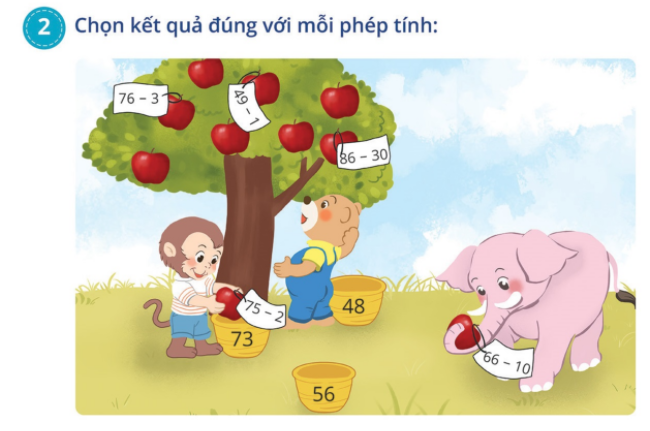 2 Chọn kết quả đúng với mỗi phép tính:
76 – 3
49 – 1
86 – 30
75 – 2
48
73
66 – 10
56